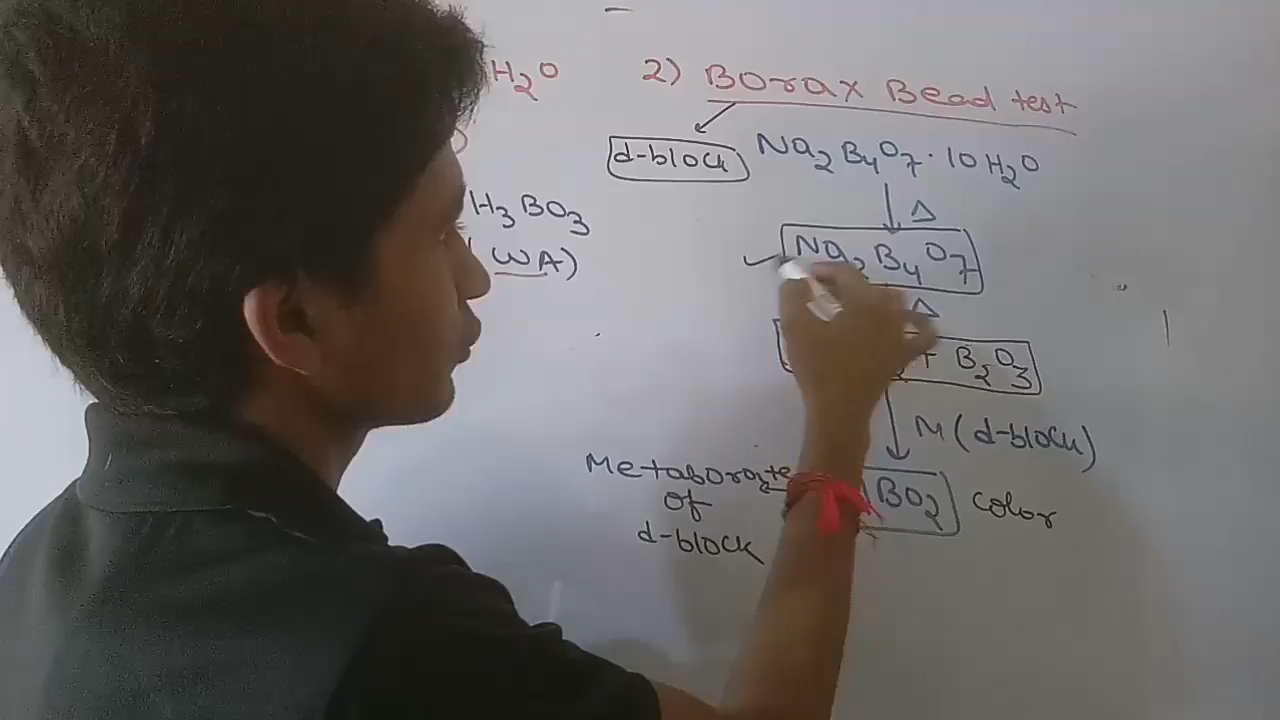 H₂O
)
H₃BO₃
(WA)
2) Borax Bead test
d-block
Na₂B₄O₇·10H₂O
Δ
Na₂B₄O₇
Δ
+ B₂O₃
M(d-block)
BO₂ color
Metaborate
of
d-block